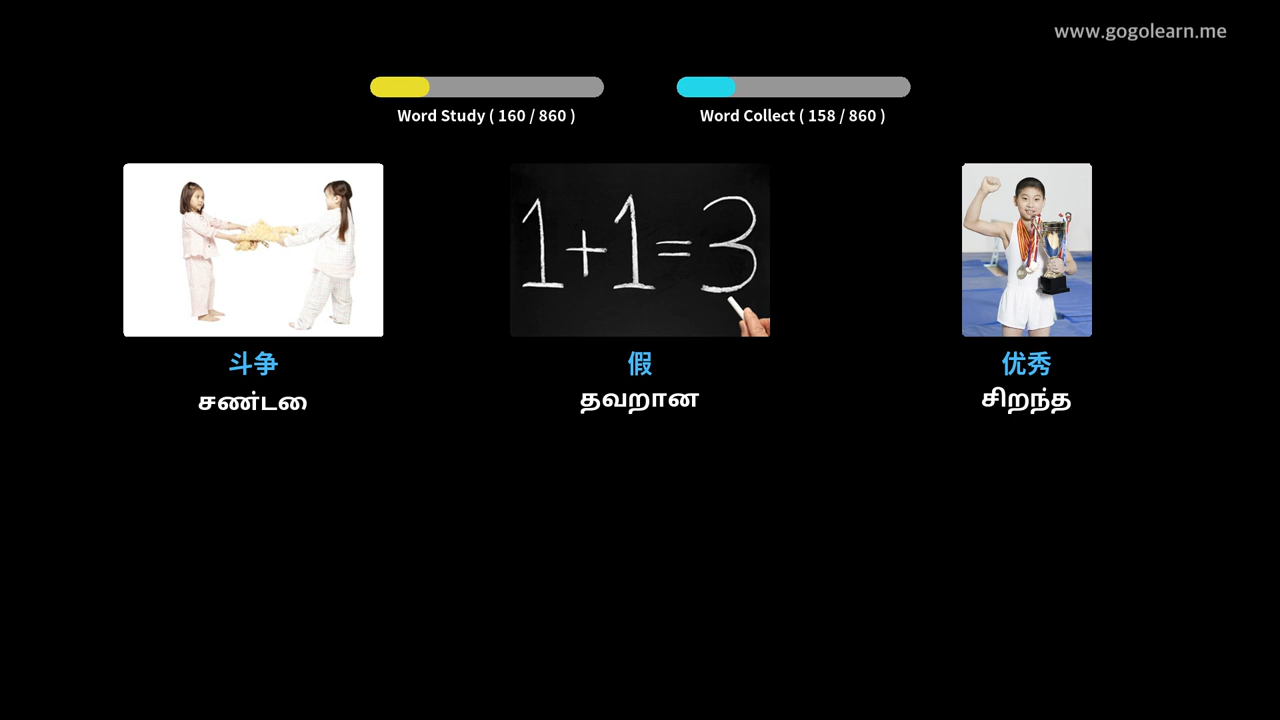 www.gogolearn.me
Word Study ( 160 / 860 )
Word Collect ( 158 / 860 )
1+1=3
斗争
假
优秀
சண்டை
தவறான
சிறந்த